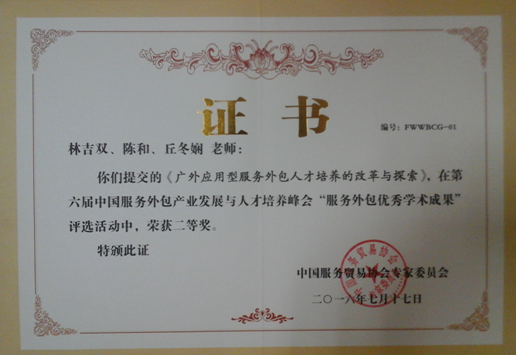 证书
编号：FWWBCG-01
林吉双、陈和、丘冬娴 老师：
你们提交的《广外应用型服务外包人才培养的改革与探索》，在第
六届中国服务外包产业发展与人才培养峰会“服务外包优秀学术成果”
评选活动中，荣获二等奖。
特颁此证
中国服务贸易协会专家委员会
二〇一六年七月十七日